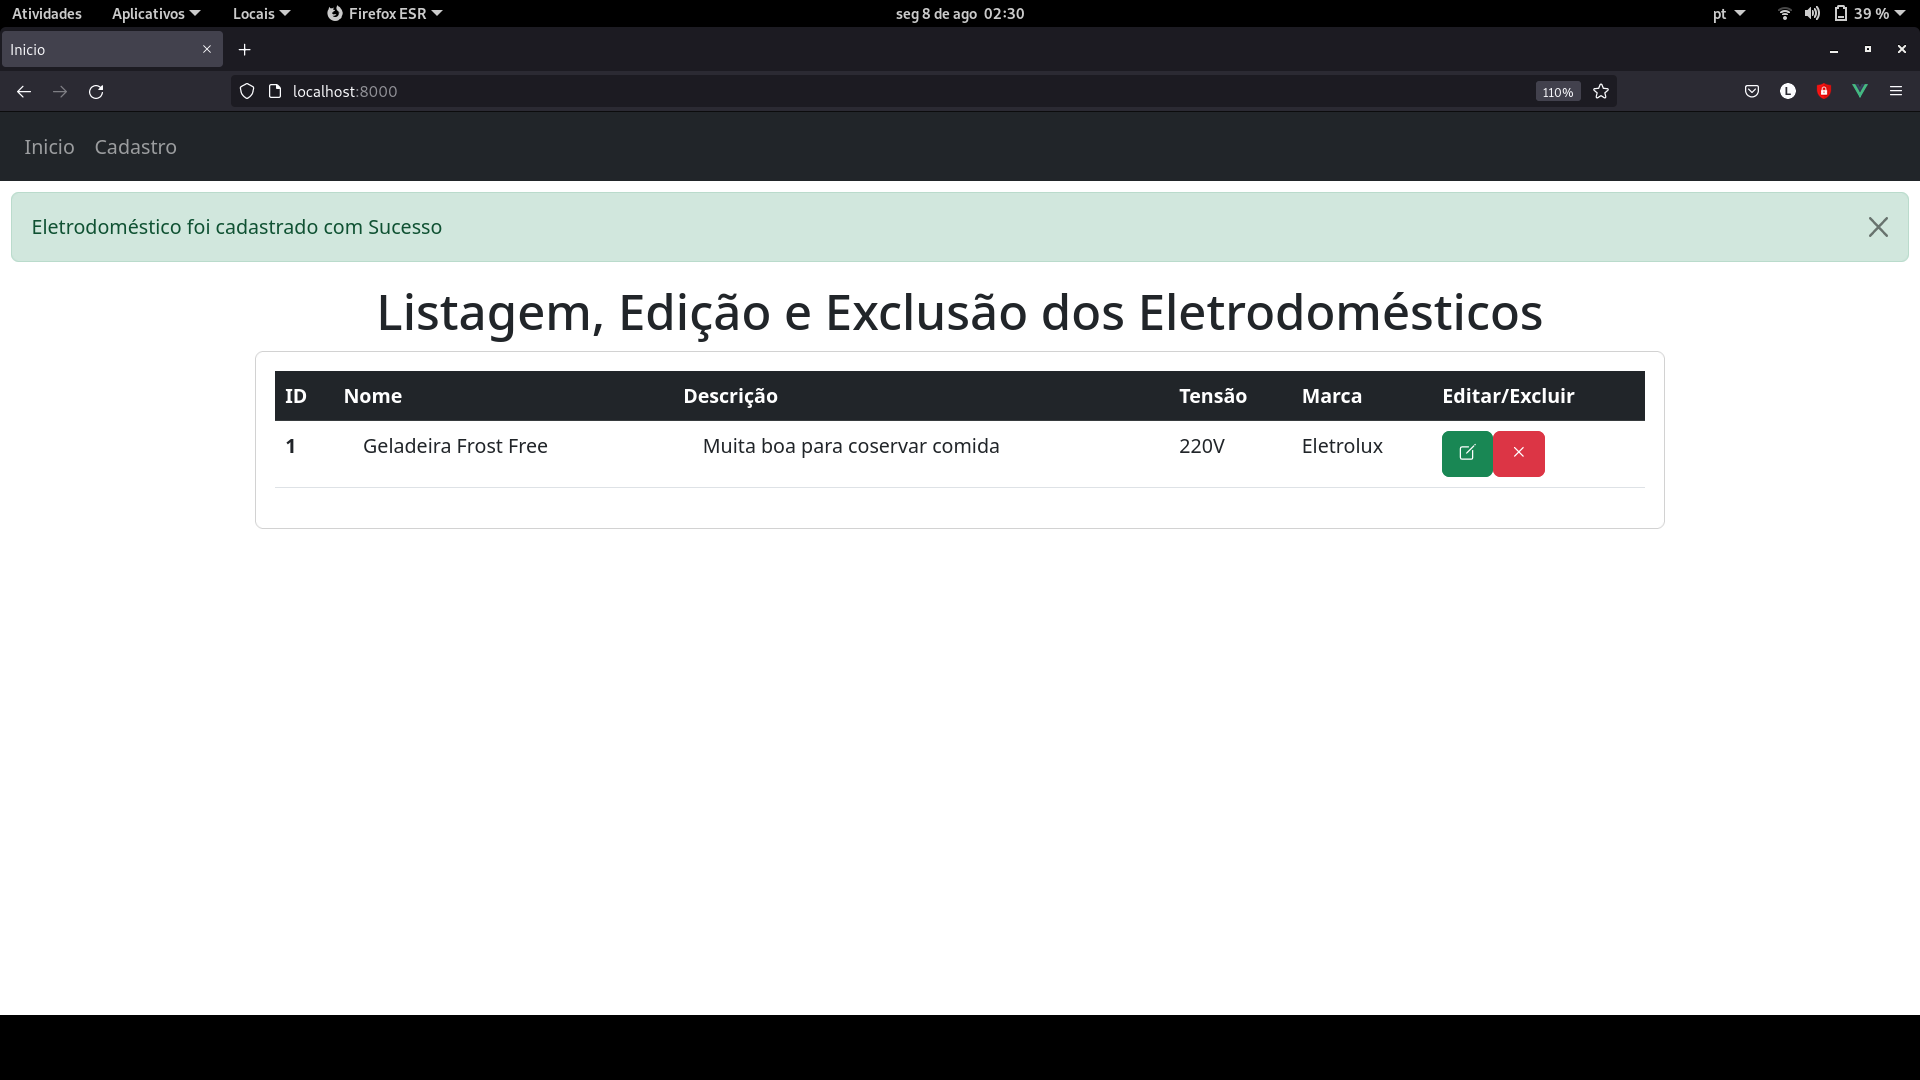 Atividades Aplicativos Locais Firefox ESR seg 8 de ago 02:30 pt 39 %
Inicio
localhost:8000 110%
Inicio Cadastro
Eletrodoméstico foi cadastrado com Sucesso
Listagem, Edição e Exclusão dos Eletrodomésticos
ID Nome Descrição Tensão Marca Editar/Excluir
1 Geladeira Frost Free Muita boa para coservar comida 220V Eletrolux